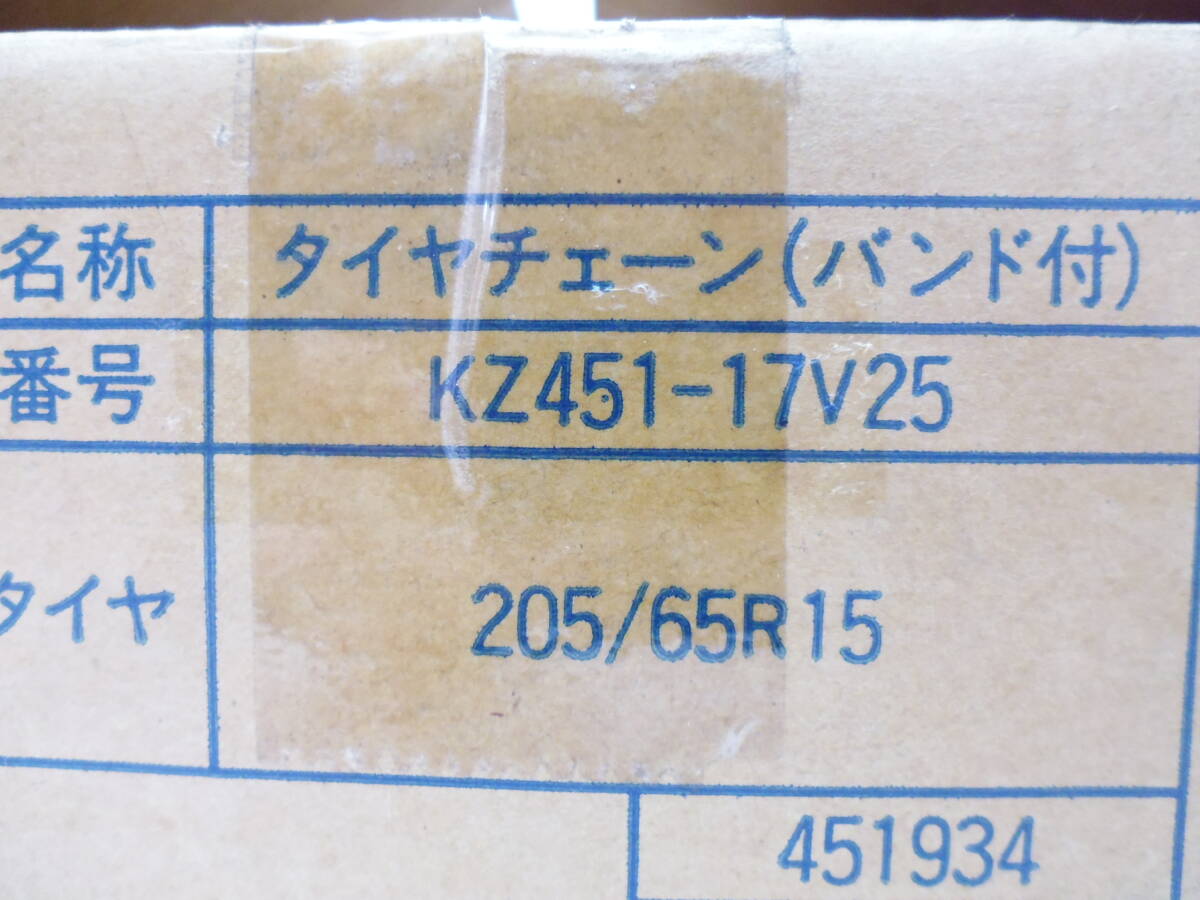 名称 タイヤチェーン(バンド付)
番号 KZ451-17V25
タイヤ 205/65R15
451934